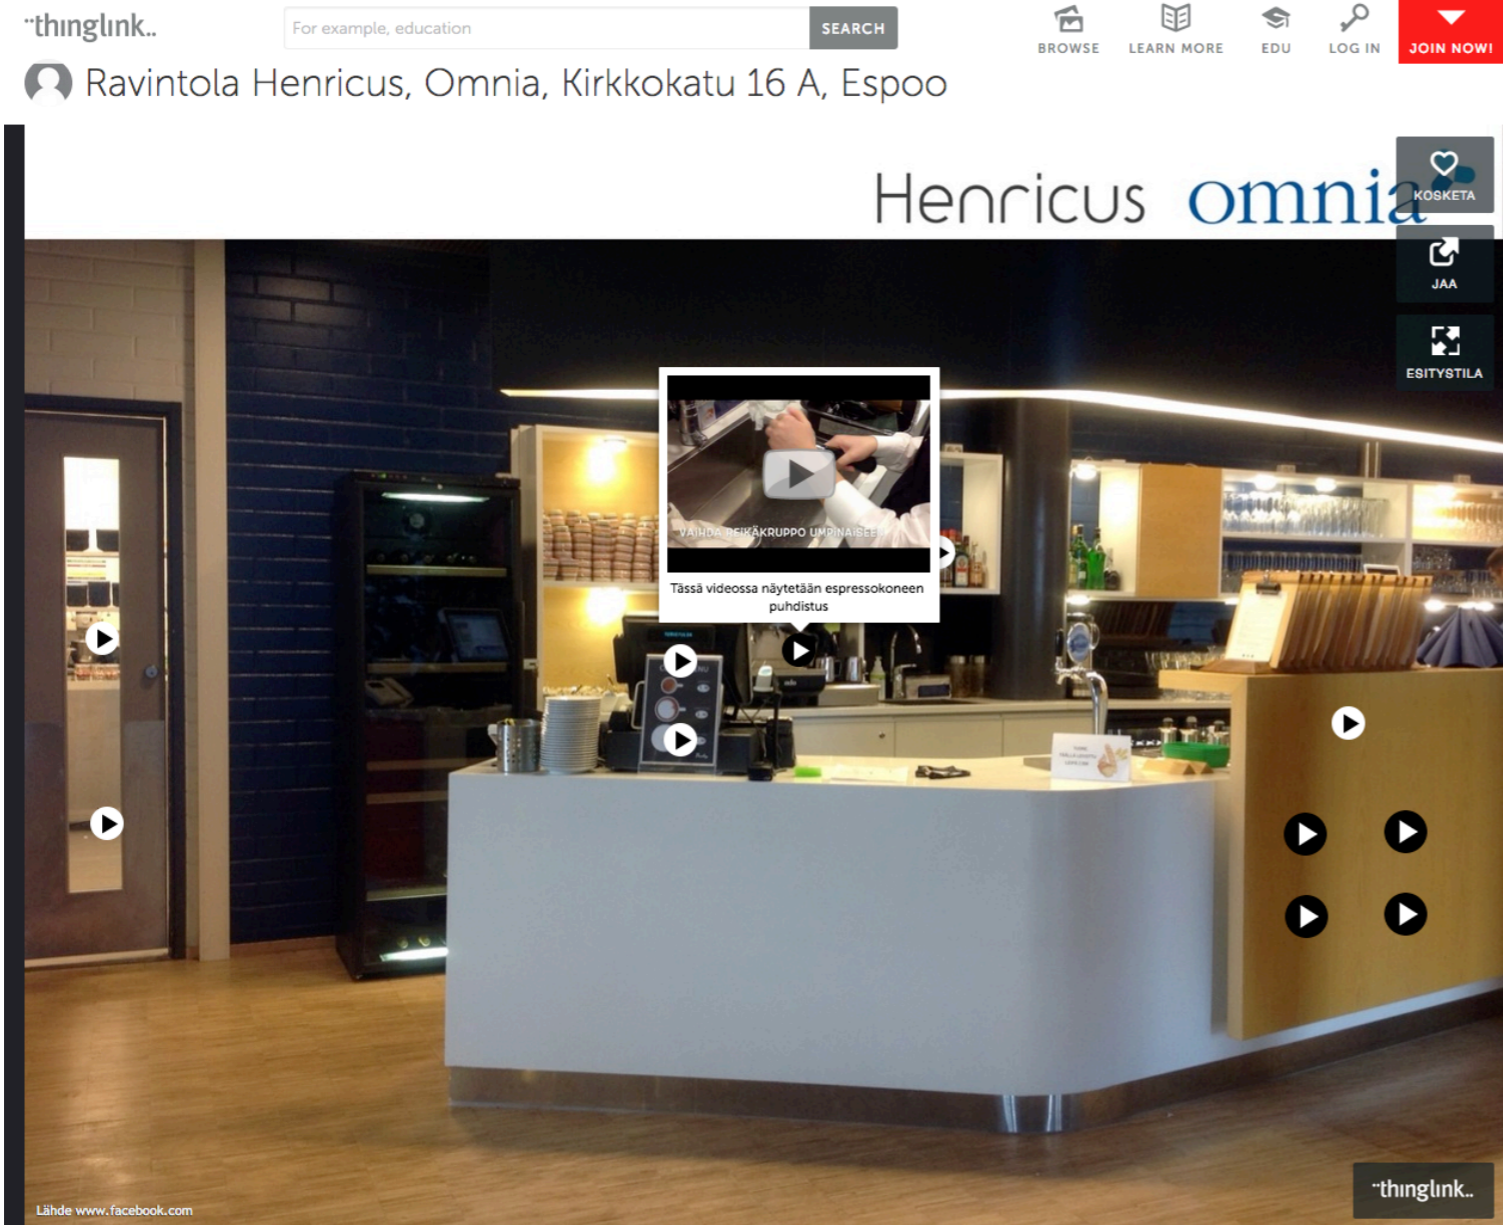 ¨thinglink..
For example, education
SEARCH
BROWSE
LEARN MORE
EDU
LOG IN
JOIN NOW!
Ravintola Henricus, Omnia, Kirkkokatu 16 A, Espoo
Henricus omnia
KOSKETA
JAA
ESITYSTILA
VAIHDA REIKÄKRUPPO UMPINAISEEN
Tässä videossa näytetään espressokoneen
puhdistus
Lähde www.facebook.com
¨thinglink..